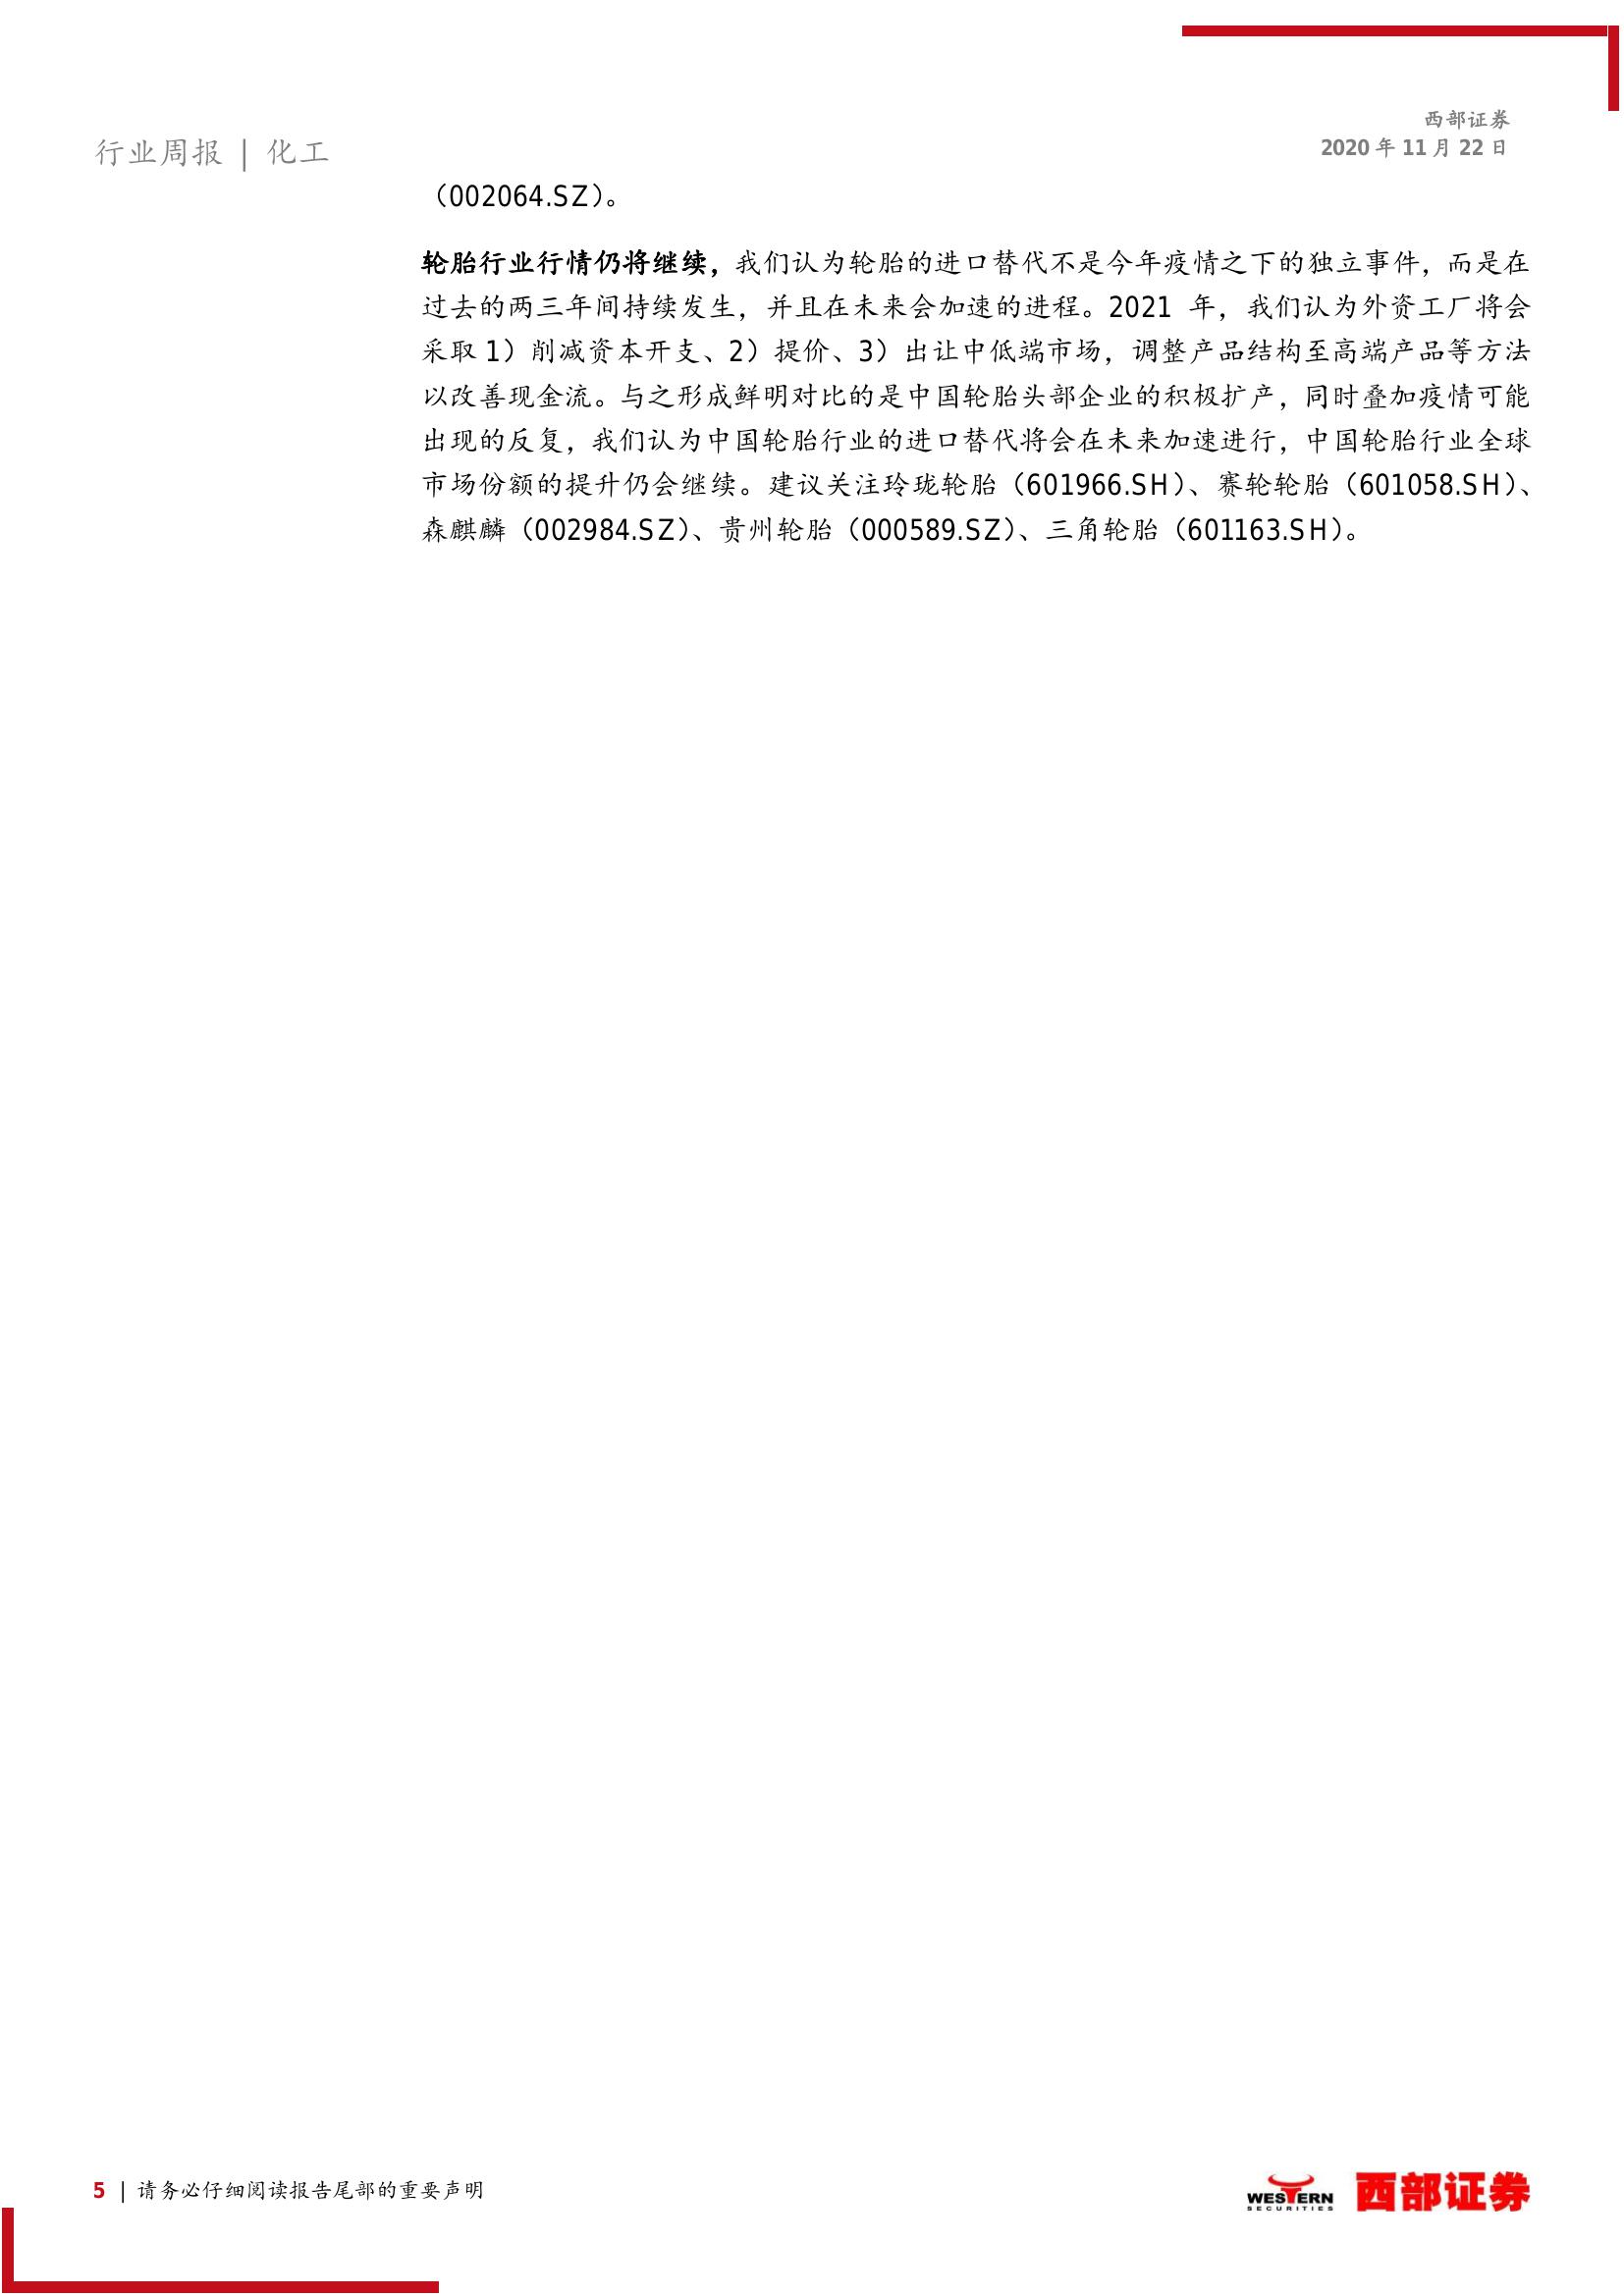 西部证券
行业周报 | 化工
2020 年 11 月 22 日
（002064.SZ）。
轮胎行业行情仍将继续，我们认为轮胎的进口替代不是今年疫情之下的独立事件，而是在
过去的两三年间持续发生，并且在未来会加速的进程。2021 年，我们认为外资工厂将会
采取 1）削减资本开支、2）提价、3）出让中低端市场，调整产品结构至高端产品等方法
以改善现金流。与之形成鲜明对比的是中国轮胎头部企业的积极扩产，同时叠加疫情可能
出现的反复，我们认为中国轮胎行业的进口替代将会在未来加速进行，中国轮胎行业全球
市场份额的提升仍会继续。建议关注玲珑轮胎（601966.SH）、赛轮轮胎（601058.SH）、
森麒麟（002984.SZ）、贵州轮胎（000589.SZ）、三角轮胎（601163.SH）。
5 | 请务必仔细阅读报告尾部的重要声明
WESTERN
SECURITIES
西部证券